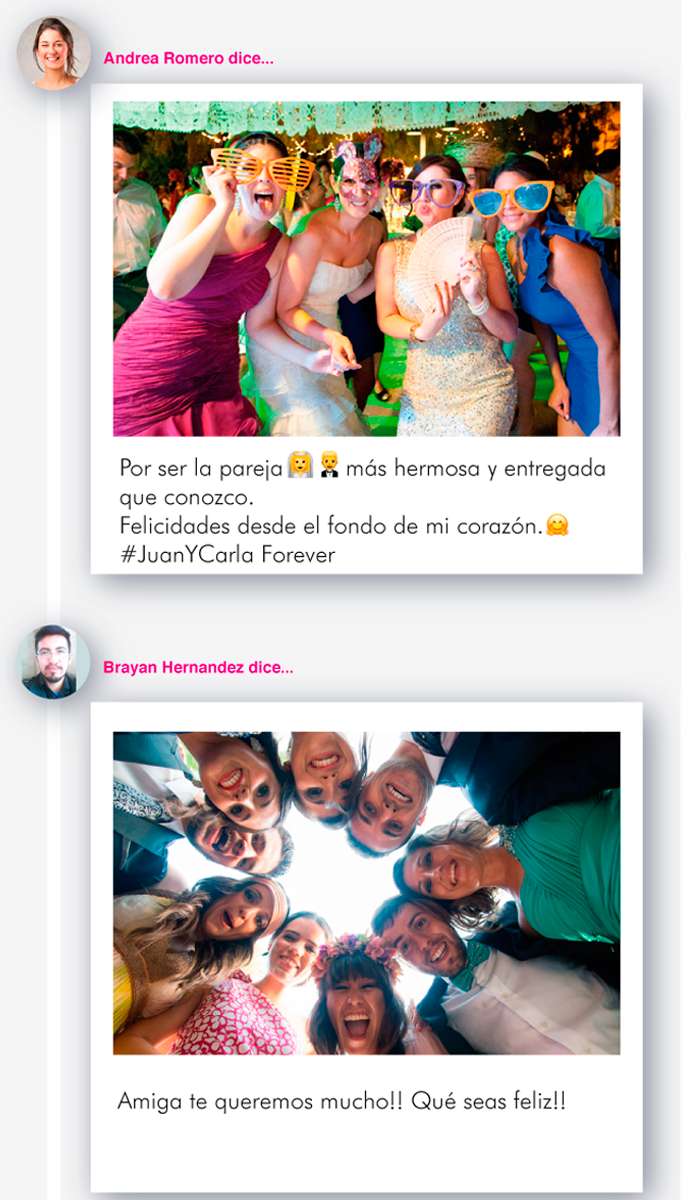 Andrea Romero dice...
Por ser la pareja👰🤵más hermosa y entregada
que conozco.
Felicidades desde el fondo de mi corazón.🤗
#JuanYCarla Forever
Brayan Hernandez dice...
Amiga te queremos mucho!! Qué seas feliz!!